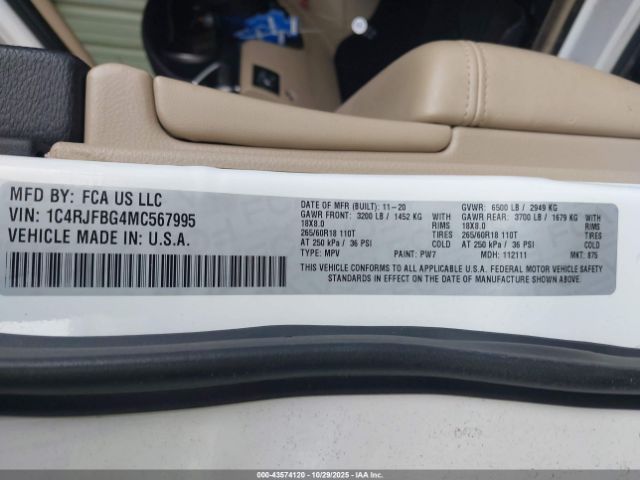 MFD BY: FCA US LLC
VIN: 1C4RJFBG4MC567995
VEHICLE MADE IN: U.S.A.
DATE OF MFR (BUILT): 11-20 GVWR: 6500 LB / 2949 KG
GAWR FRONT: 3200 LB / 1452 KG WITH GAWR REAR: 3700 LB / 1679 KG WITH
18X8.0 RIMS 18X8.0 RIMS
265/60R18 110T TIRES 265/60R18 110T TIRES
AT 250 kPa / 36 PSI COLD AT 250 kPa / 36 PSI COLD
TYPE: MPV PAINT: PW7 MDH: 112111 MKT: 875
THIS VEHICLE CONFORMS TO ALL APPLICABLE U.S.A. FEDERAL MOTOR VEHICLE SAFETY
STANDARDS IN EFFECT ON THE DATE OF MANUFACTURE SHOWN ABOVE.
000-43574120 10/29/2025 IAAI.COM